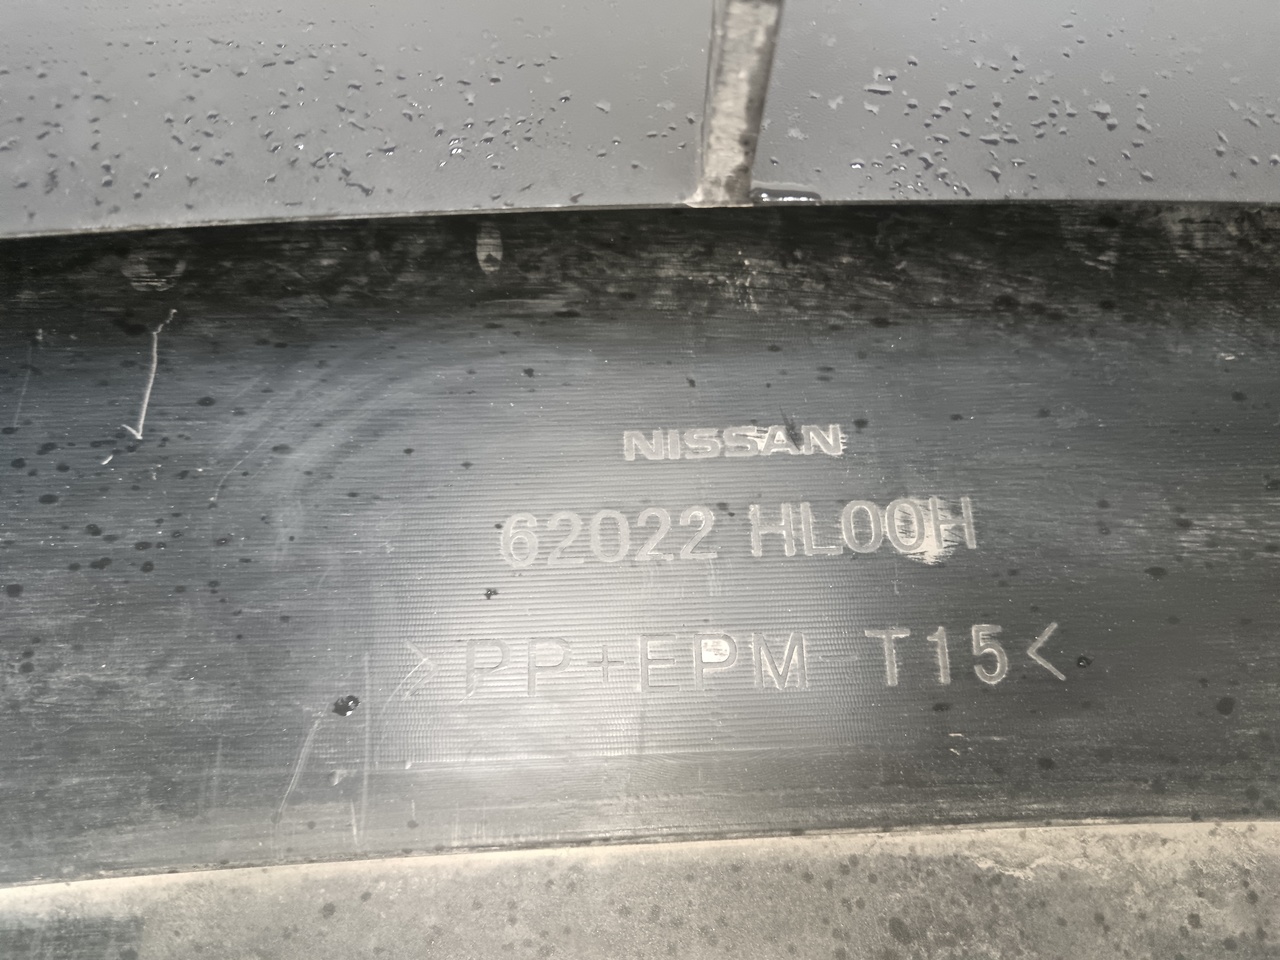 NISSAN
62022 HL00H
>PP+EPM-T15<